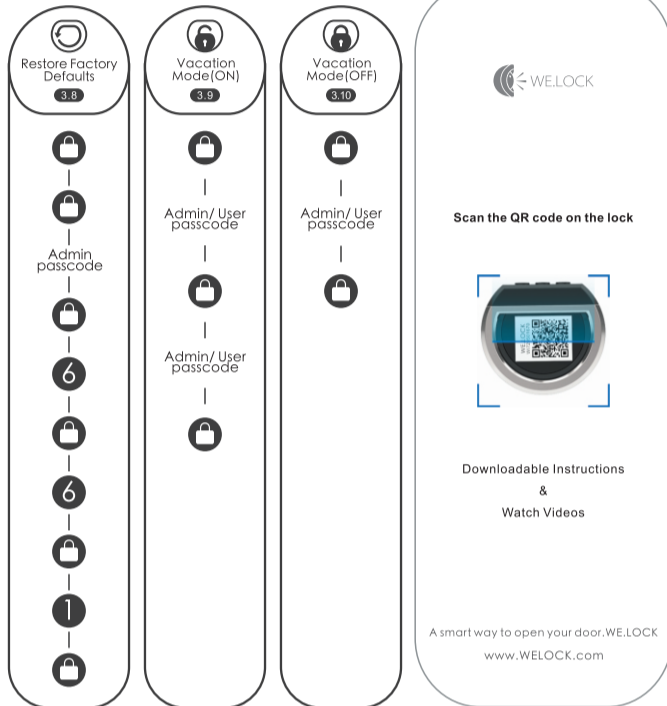 Restore Factory
Defaults
3.8
Admin
passcode
6
6
1
Vacation
Mode(ON)
3.9
Admin/ User
passcode
Admin/ User
passcode
Vacation
Mode(OFF)
3.10
Admin/ User
passcode
WE.LOCK
Scan the QR code on the lock
Downloadable Instructions
&
Watch Videos
A smart way to open your door.WE.LOCK
www.WELOCK.com